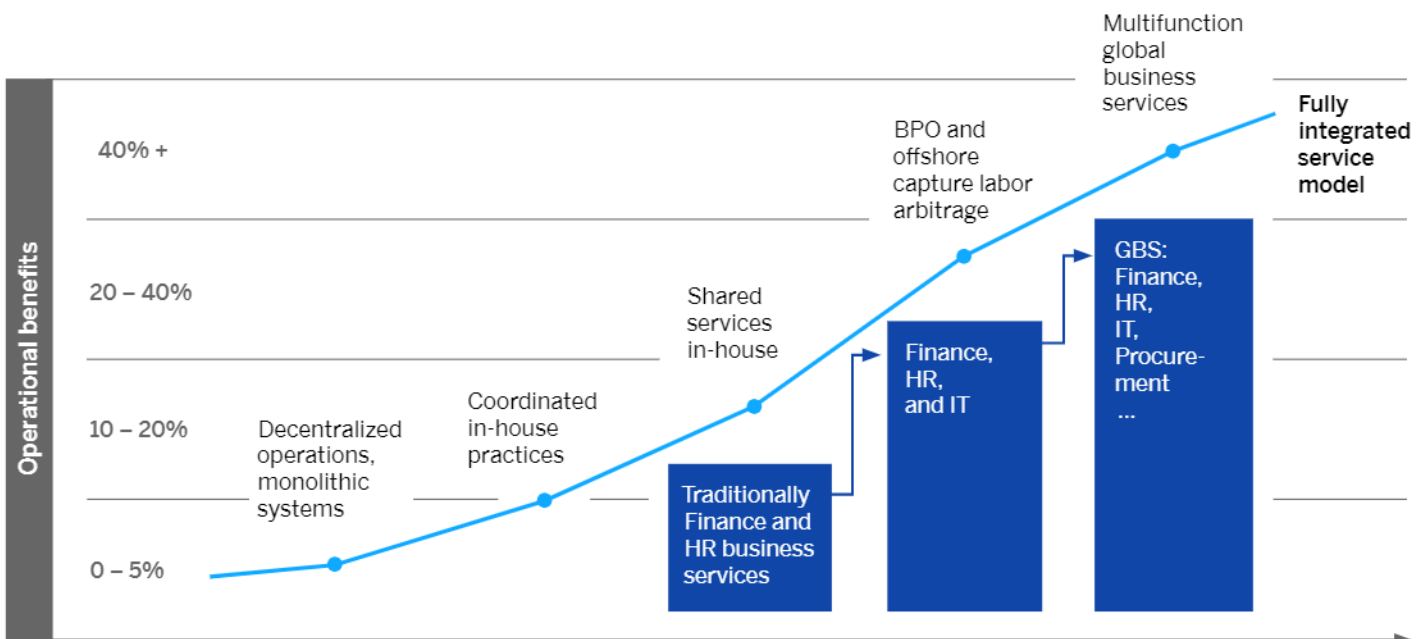 Operational benefits
40% +
20 – 40%
10 – 20%
0 – 5%
Decentralized
operations,
monolithic
systems
Coordinated
in-house
practices
Shared
services
in-house
BPO and
offshore
capture labor
arbitrage
Multifunction
global
business
services
Fully
integrated
service
model
Traditionally
Finance and
HR business
services
Finance,
HR,
and IT
GBS:
Finance,
HR,
IT,
Procure-
ment
...